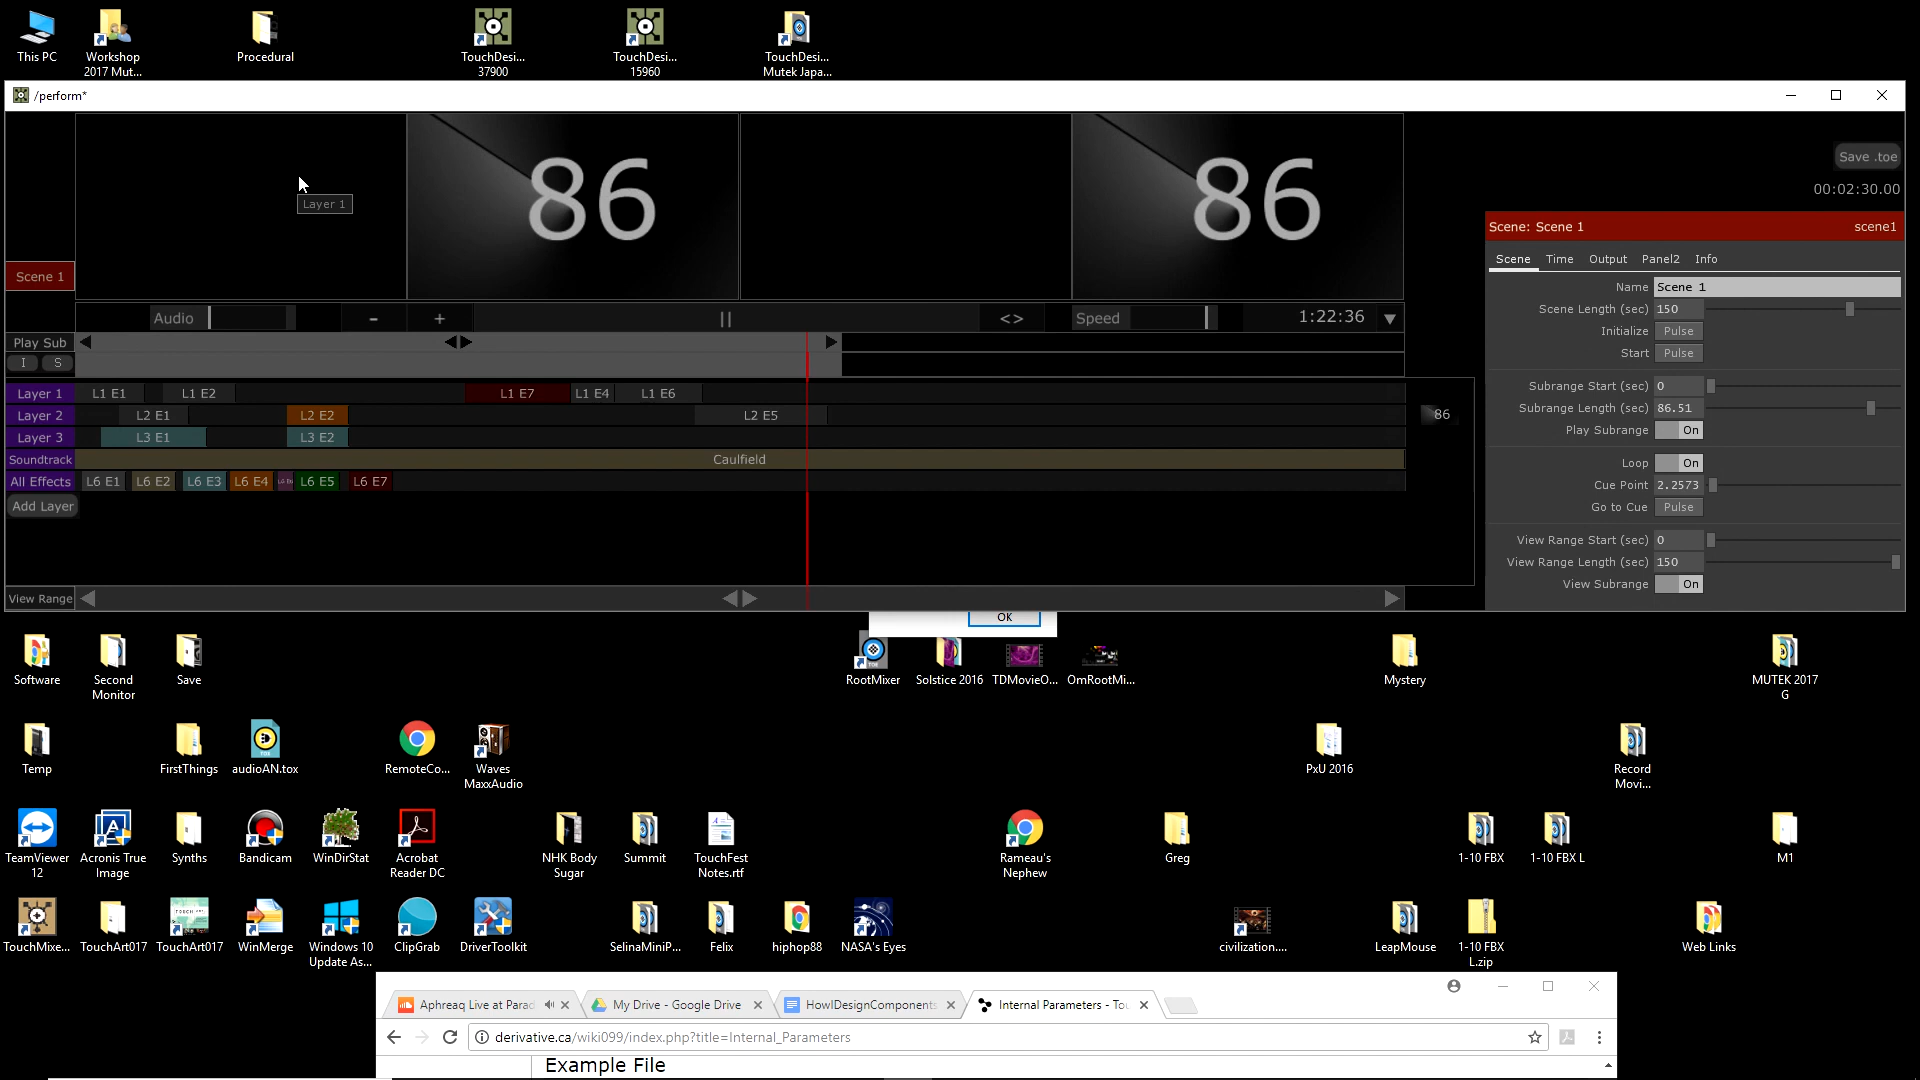 This PC
Workshop
2017 Mut...
Procedural
TouchDesi...
37900
TouchDesi...
15960
TouchDesi...
Mutek Japa...
/perform*
86
86
Layer 1
Save .toe
00:02:30.00
Scene 1
Scene: Scene 1
scene1
Scene Time Output Panel2 Info
Name Scene 1
Scene Length (sec) 150
Initialize Pulse
Start Pulse
Subrange Start (sec) 0
Subrange Length (sec) 86.51
Play Subrange On
Loop On
Cue Point 2.2573
Go to Cue Pulse
View Range Start (sec) 0
View Range Length (sec) 150
View Subrange On
Audio - + || <> Speed 1:22:36
Play Sub
I S
Layer 1 L1 E1 L1 E2 L1 E7 L1 E4 L1 E6
Layer 2 L2 E1 L2 E2 L2 E5 86
Layer 3 L3 E1 L3 E2
Soundtrack Caulfield
All Effects L6 E1 L6 E2 L6 E3 L6 E4 L6 E5 L6 E7
Add Layer
View Range
OK
Software
Second
Monitor
Save
RootMixer
Solstice 2016
TDMovieO...
OmRootMi...
Mystery
MUTEK 2017
G
Temp
FirstThings
audioAN.tox
RemoteCo...
Waves
MaxxAudio
PxU 2016
Record
Movi...
TeamViewer
12
Acronis True
Image
Synths
Bandicam
WinDirStat
Acrobat
Reader DC
NHK Body
Sugar
Summit
TouchFest
Notes.rtf
Rameau's
Nephew
Greg
1-10 FBX
1-10 FBX L
M1
TouchMixe...
TouchArt017
TouchArt017
WinMerge
Windows 10
Update As...
ClipGrab
DriverToolkit
SelinaMiniP...
Felix
hiphop88
NASA's Eyes
civilization....
LeapMouse
1-10 FBX
L.zip
Web Links
Aphreaq Live at Parad
My Drive - Google Drive
HowIDesignComponents
Internal Parameters - Tou
derivative.ca/wiki099/index.php?title=Internal_Parameters
Example File